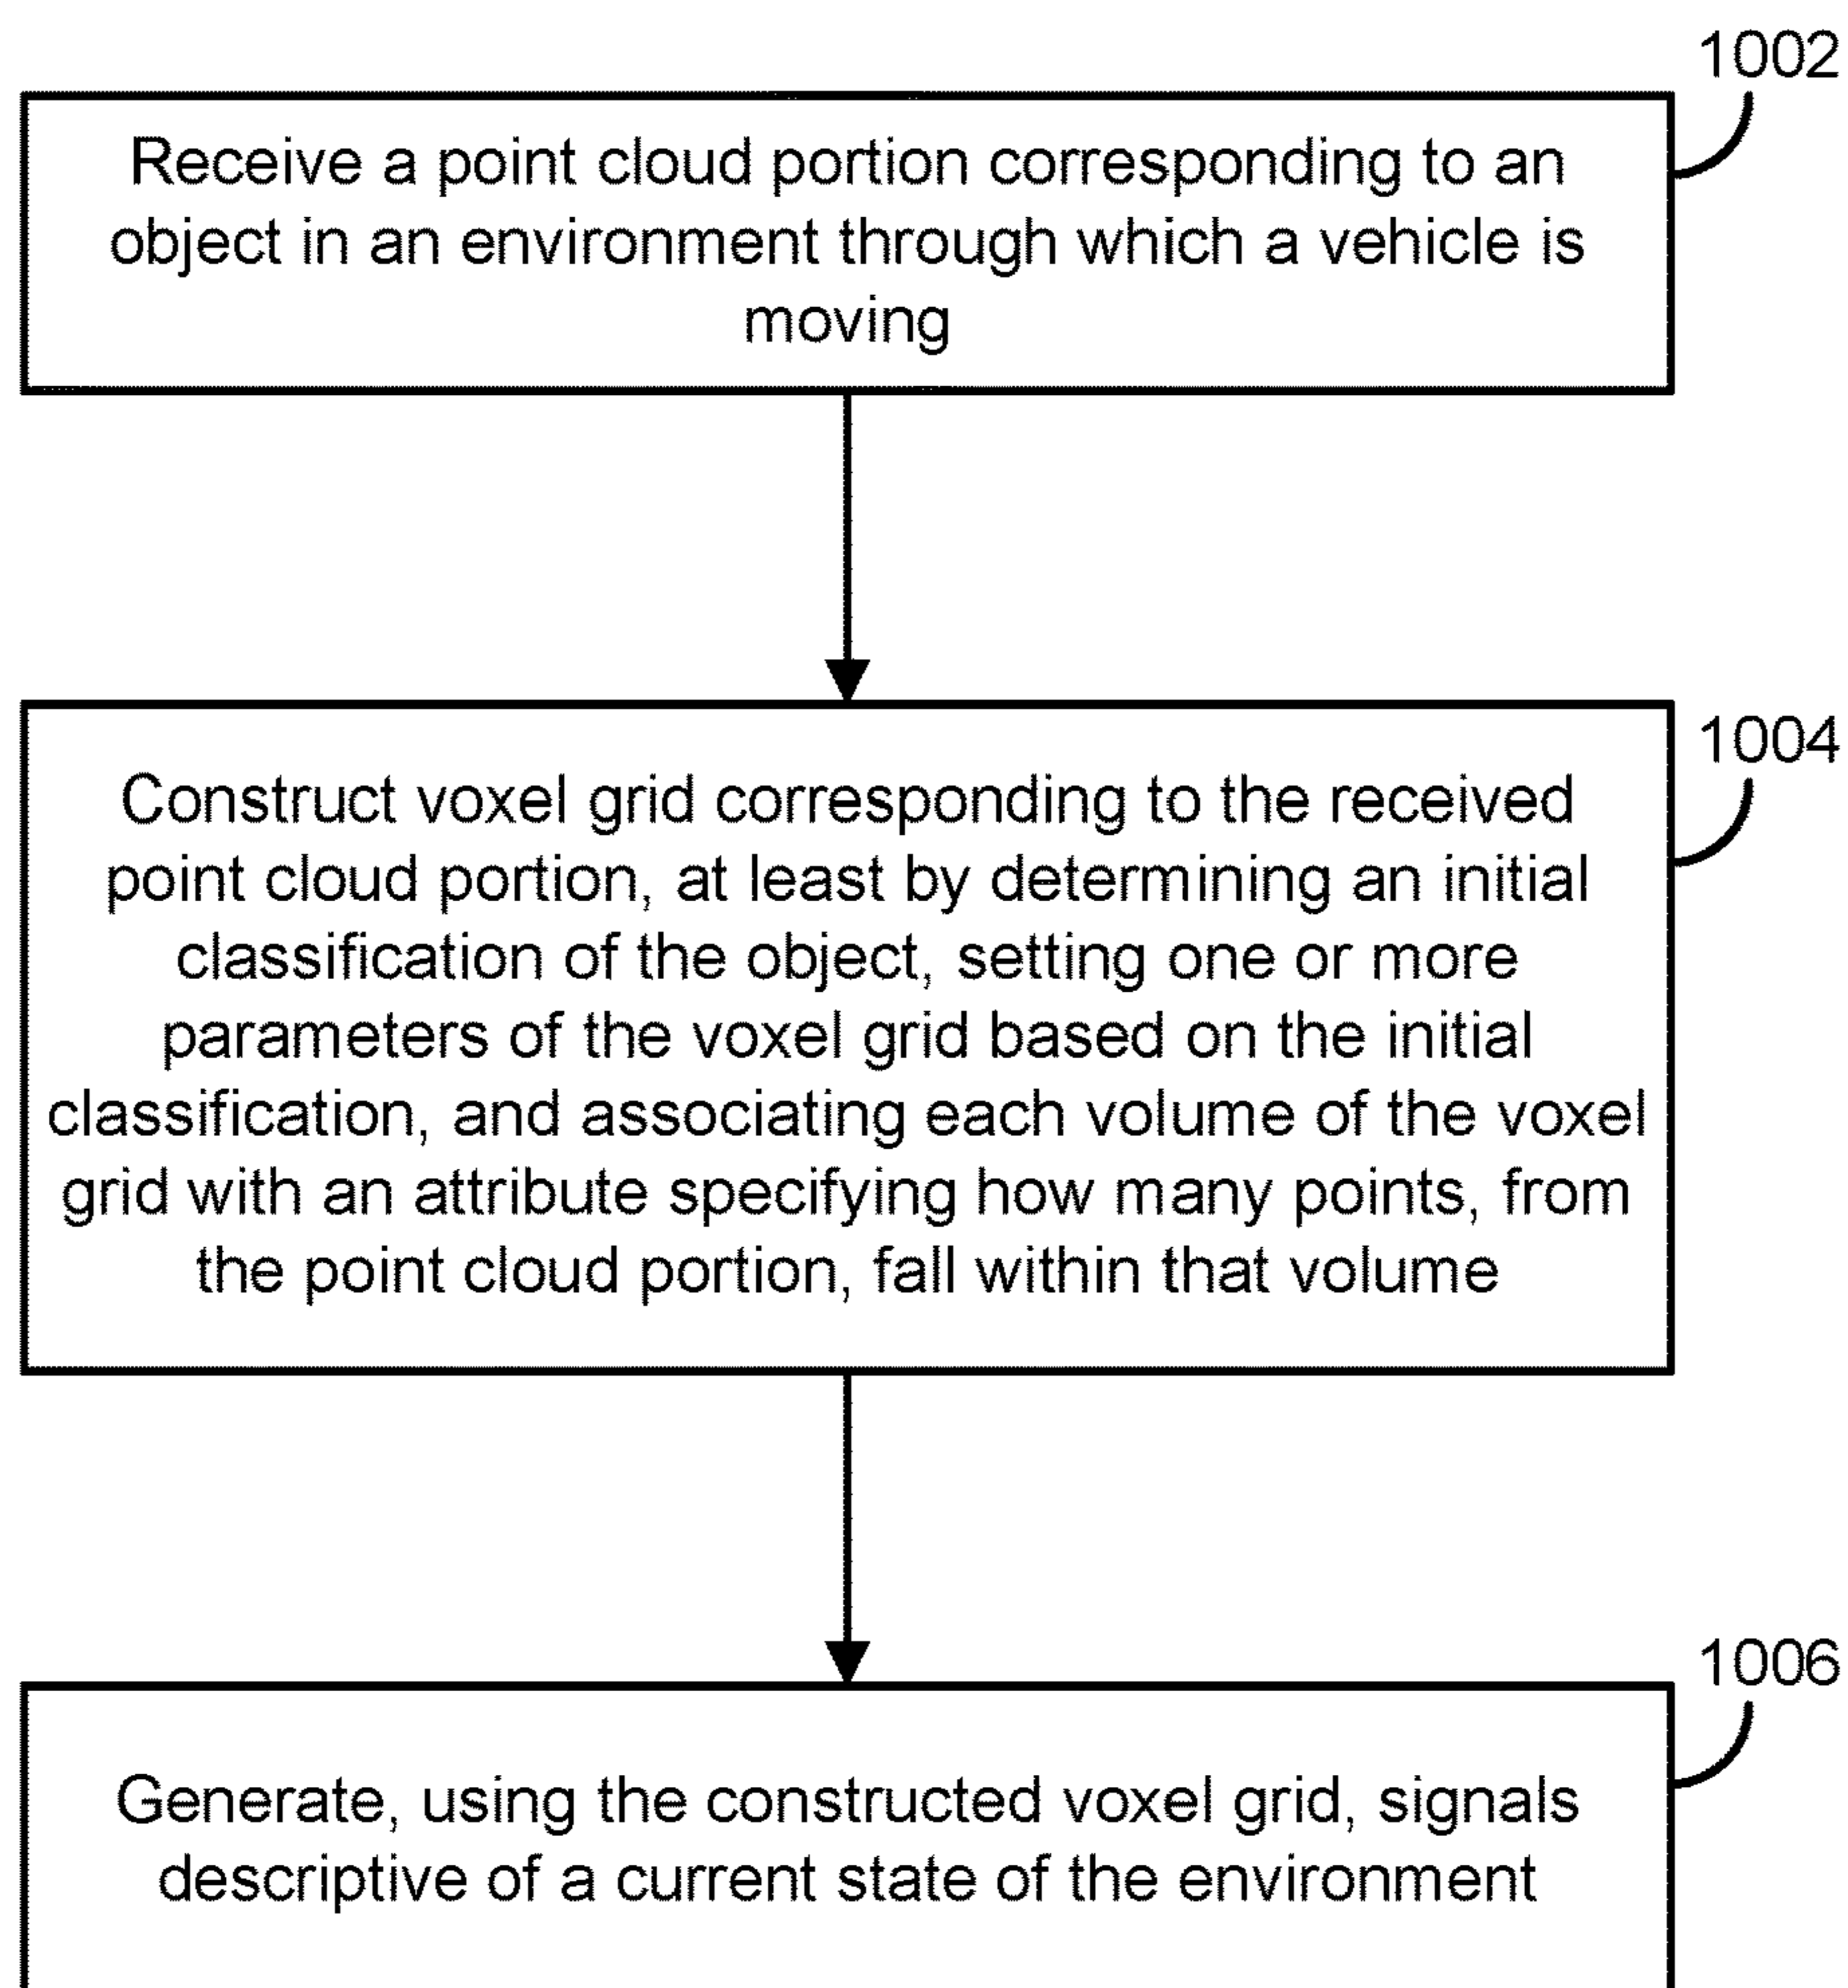 1002
Receive a point cloud portion corresponding to an
object in an environment through which a vehicle is
moving
1004
Construct voxel grid corresponding to the received
point cloud portion, at least by determining an initial
classification of the object, setting one or more
parameters of the voxel grid based on the initial
classification, and associating each volume of the voxel
grid with an attribute specifying how many points, from
the point cloud portion, fall within that volume
1006
Generate, using the constructed voxel grid, signals
descriptive of a current state of the environment